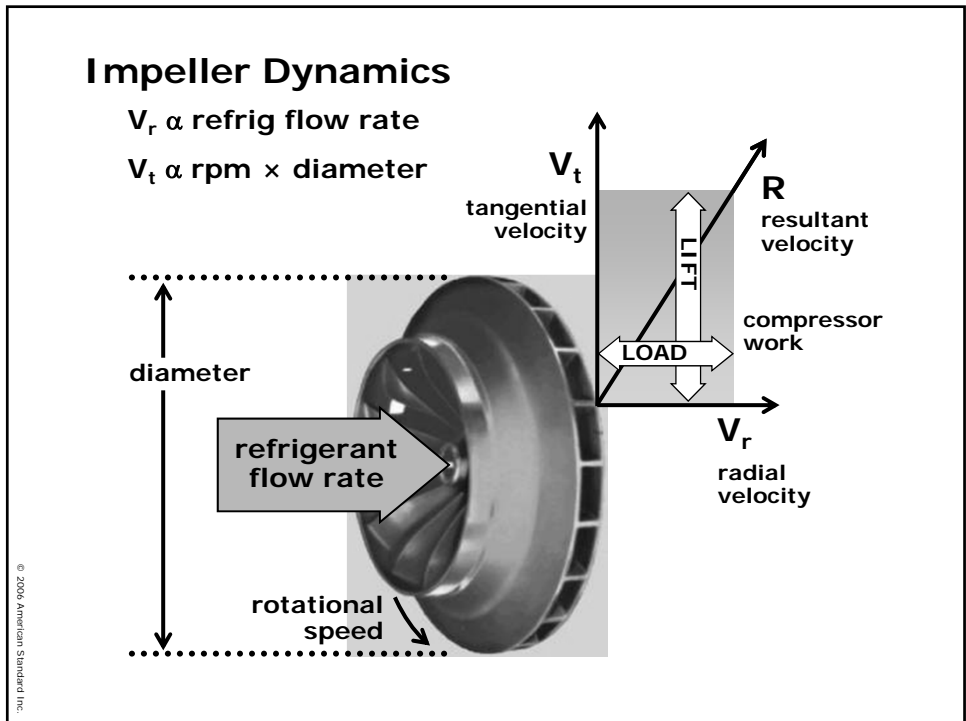 Impeller Dynamics
Vr α refrig flow rate
Vt α rpm × diameter
Vt
tangential
velocity
R
resultant
velocity
LIFT
compressor
work
LOAD
Vr
radial
velocity
diameter
refrigerant
flow rate
rotational
speed
© 2006 American Standard Inc.